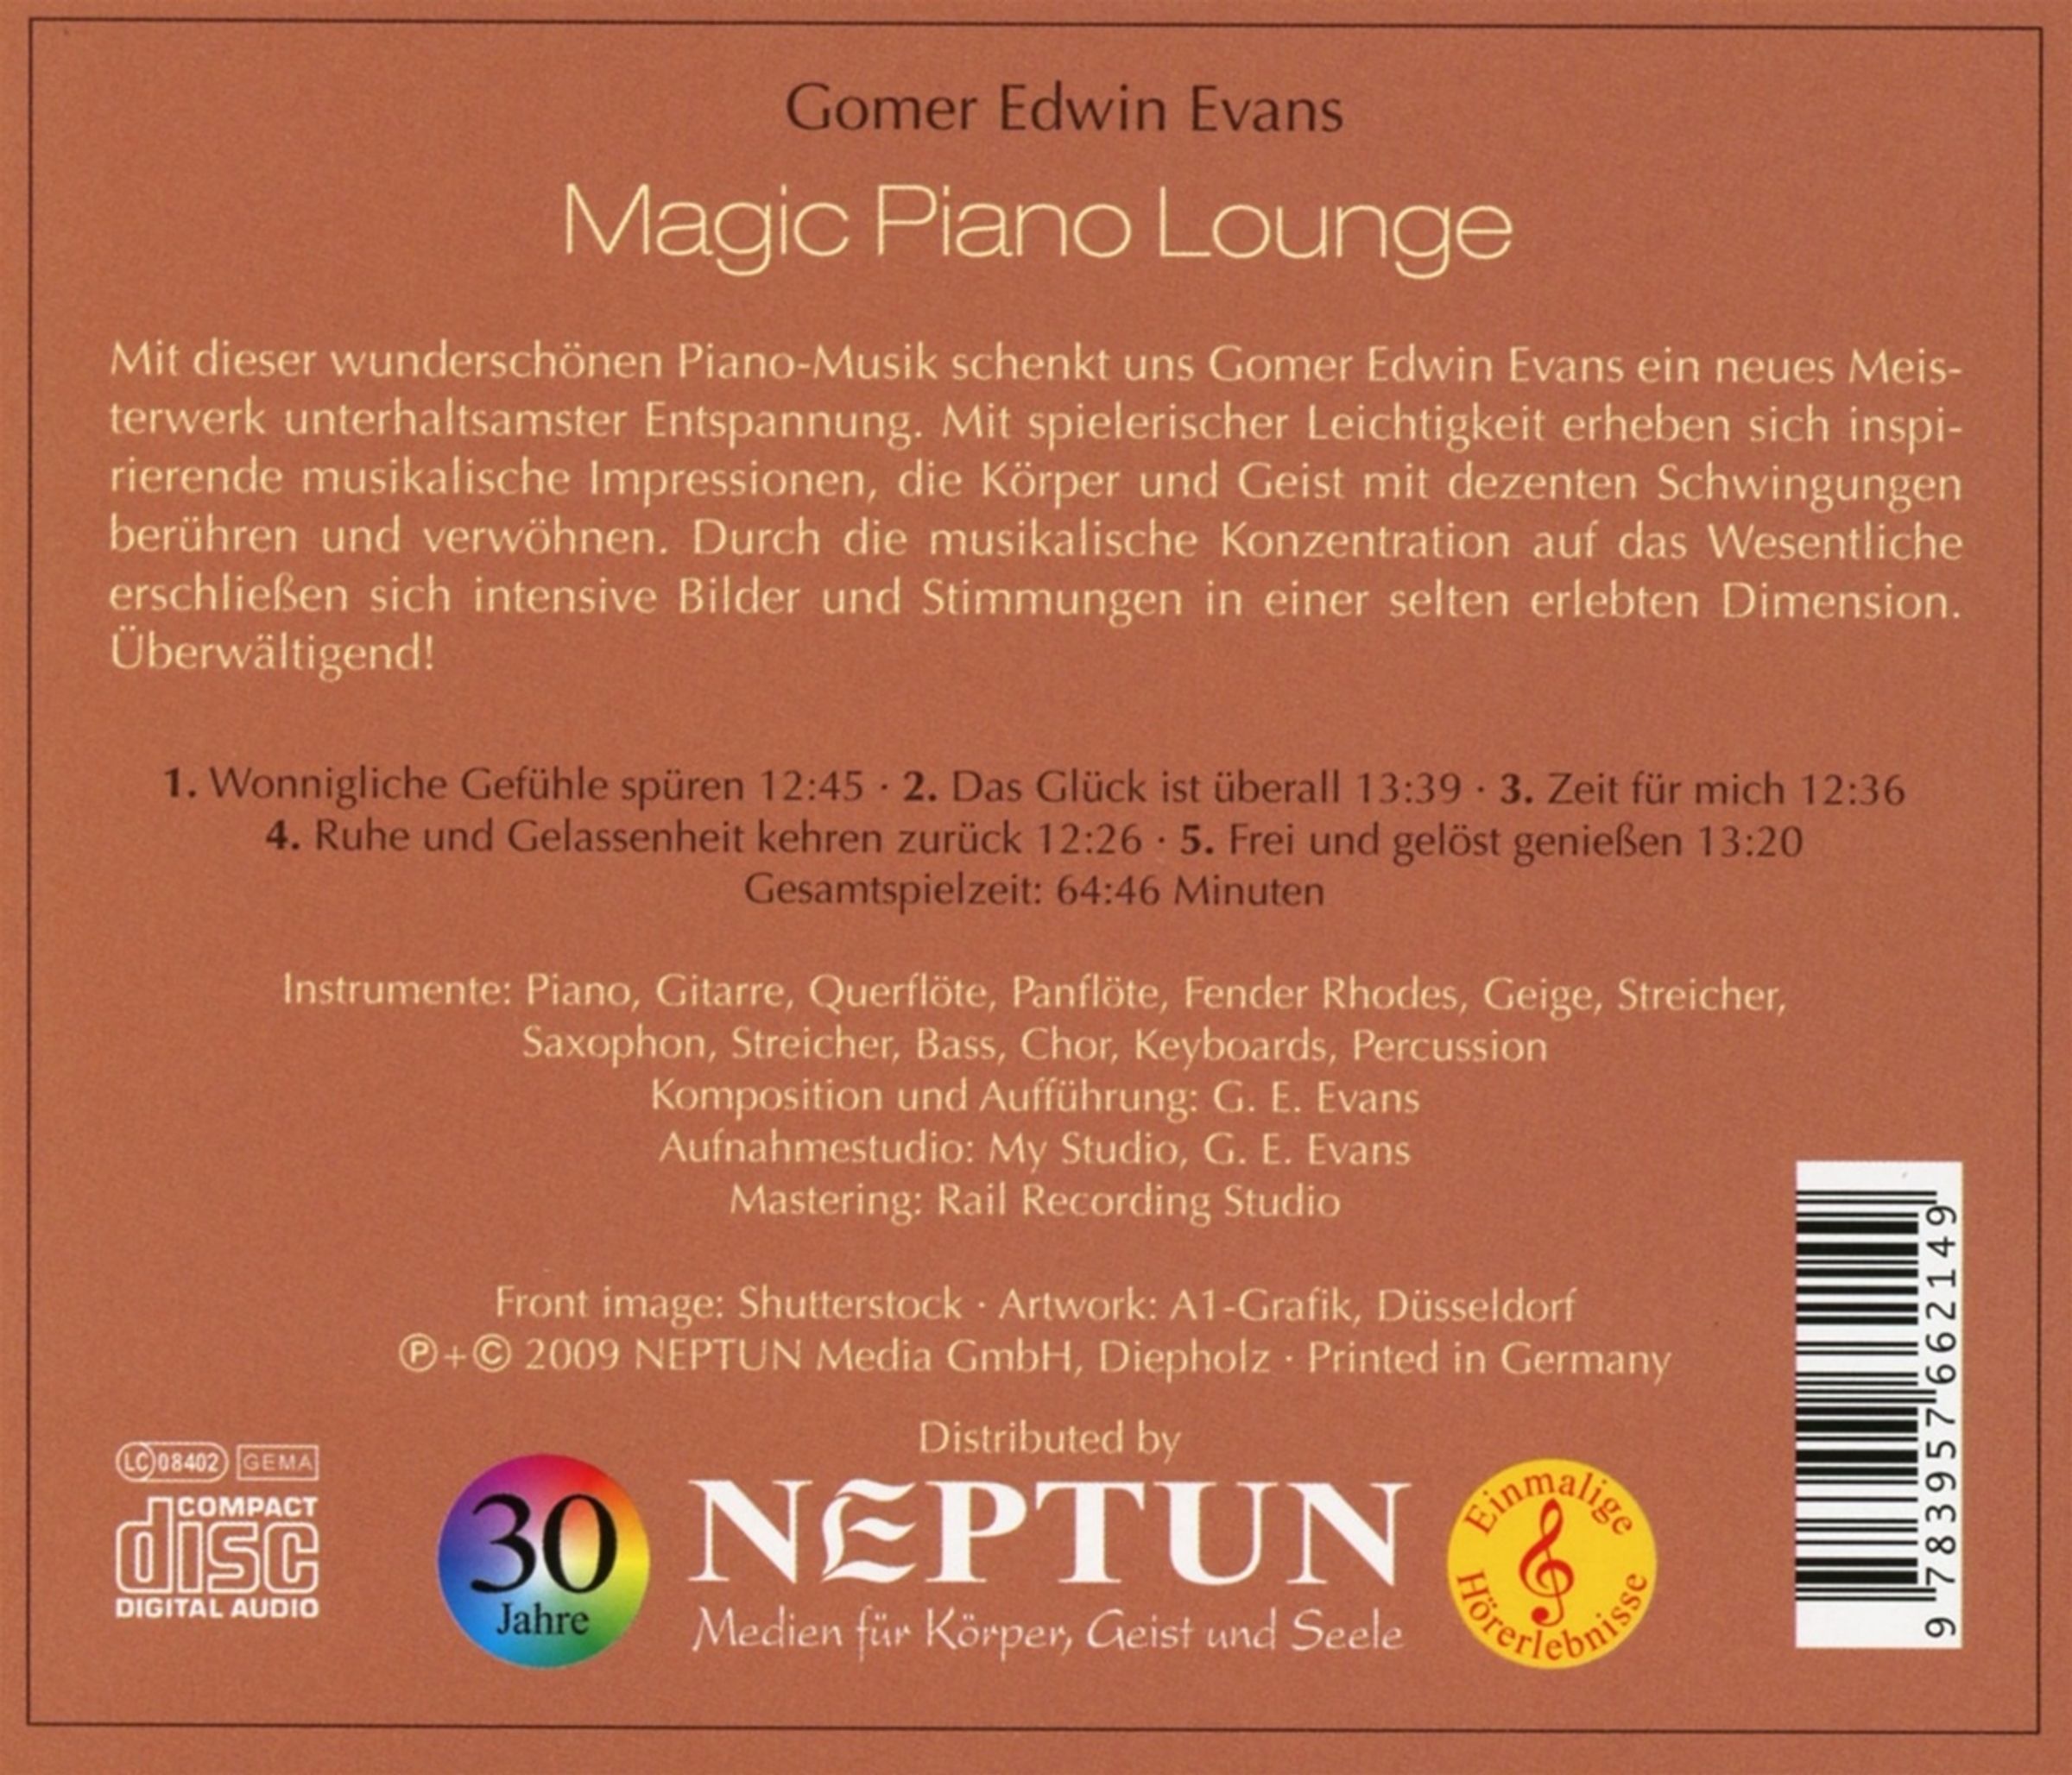 Gomer Edwin Evans
Magic Piano Lounge
Mit dieser wunderschönen Piano-Musik schenkt uns Gomer Edwin Evans ein neues Meis-
terwerk unterhaltsamster Entspannung. Mit spielerischer Leichtigkeit erheben sich inspi-
rierende musikalische Impressionen, die Körper und Geist mit dezenten Schwingungen
berühren und verwöhnen. Durch die musikalische Konzentration auf das Wesentliche
erschließen sich intensive Bilder und Stimmungen in einer selten erlebten Dimension.
Überwältigend!
1. Wonnigliche Gefühle spüren 12:45 · 2. Das Glück ist überall 13:39 · 3. Zeit für mich 12:36
4. Ruhe und Gelassenheit kehren zurück 12:26 · 5. Frei und gelöst genießen 13:20
Gesamtspielzeit: 64:46 Minuten
Instrumente: Piano, Gitarre, Querflöte, Panflöte, Fender Rhodes, Geige, Streicher,
Saxophon, Streicher, Bass, Chor, Keyboards, Percussion
Komposition und Aufführung: G. E. Evans
Aufnahmestudio: My Studio, G. E. Evans
Mastering: Rail Recording Studio
Front image: Shutterstock · Artwork: A1-Grafik, Düsseldorf
℗+© 2009 NEPTUN Media GmbH, Diepholz · Printed in Germany
Distributed by
LC 08402 GEMA
COMPACT
disc
DIGITAL AUDIO
30
Jahre
NEPTUN
Medien für Körper, Geist und Seele
Einmalige
Hörerlebnisse
9 783957 662149